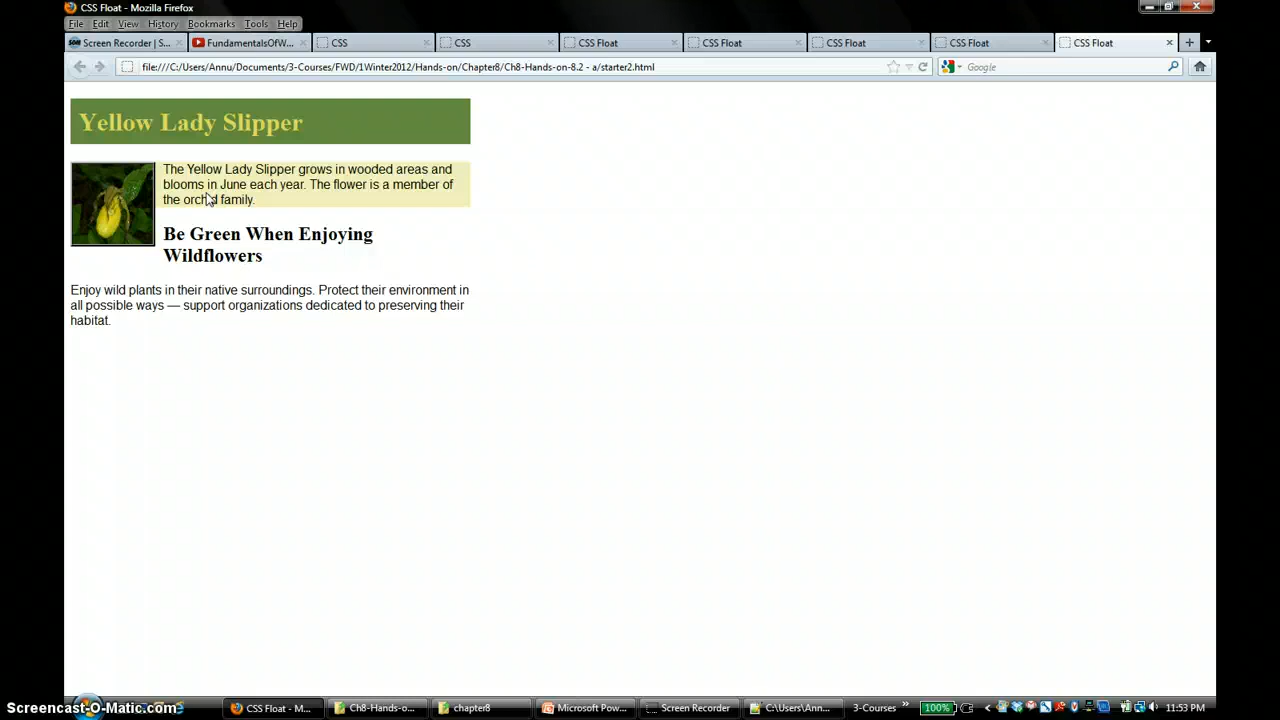 CSS Float - Mozilla Firefox
File Edit View History Bookmarks Tools Help
Screen Recorder | S... FundamentalsOfW... CSS CSS CSS Float CSS Float CSS Float CSS Float CSS Float
file:///C:/Users/Annu/Documents/3-Courses/FWD/1Winter2012/Hands-on/Chapter8/Ch8-Hands-on-8.2 - a/starter2.html Google
Yellow Lady Slipper
The Yellow Lady Slipper grows in wooded areas and
blooms in June each year. The flower is a member of
the orchid family.
Be Green When Enjoying
Wildflowers
Enjoy wild plants in their native surroundings. Protect their environment in
all possible ways — support organizations dedicated to preserving their
habitat.
Screencast-O-Matic.com CSS Float - M... Ch8-Hands-o... chapter8 Microsoft Pow... Screen Recorder C:\Users\Ann... 3-Courses » 100% 11:53 PM